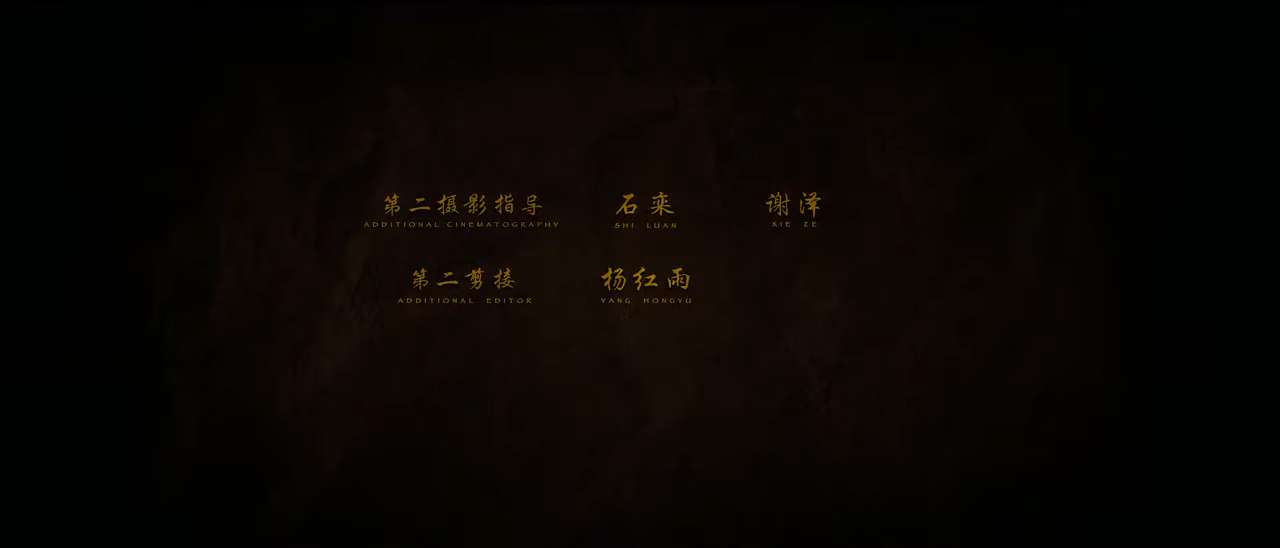 第二摄影指导 石栾 谢泽
ADDITIONAL CINEMATOGRAPHY SHI LUAN XIE ZE
第二剪接 杨红雨
ADDITIONAL EDITOR YANG HONGYU